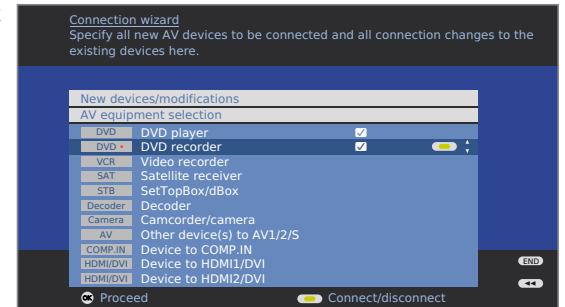 Connection wizard
Specify all new AV devices to be connected and all connection changes to the
existing devices here.
New devices/modifications
AV equipment selection
DVD DVD player
DVD • DVD recorder
VCR Video recorder
SAT Satellite receiver
STB SetTopBox/dBox
Decoder Decoder
Camera Camcorder/camera
AV Other device(s) to AV1/2/S
COMP.IN Device to COMP.IN
HDMI/DVI Device to HDMI1/DVI
HDMI/DVI Device to HDMI2/DVI
END
OK Proceed Connect/disconnect